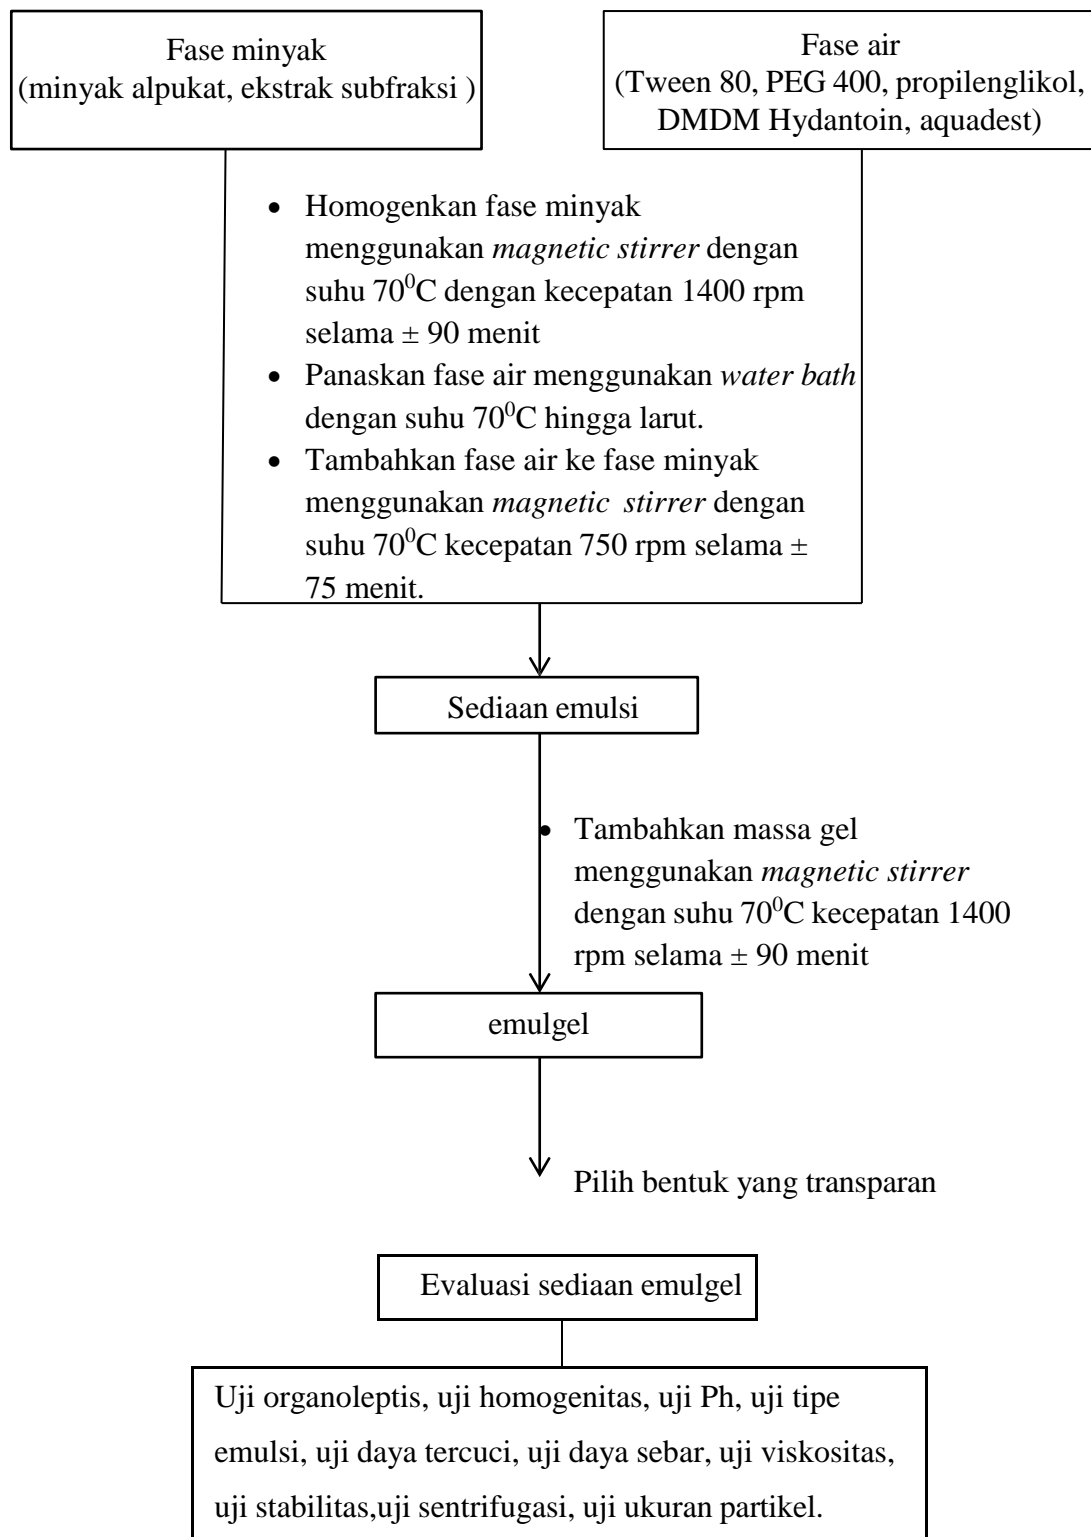 Fase minyak
(minyak alpukat, ekstrak subfraksi )
Fase air
(Tween 80, PEG 400, propilenglikol,
DMDM Hydantoin, aquadest)
• Homogenkan fase minyak
menggunakan magnetic stirrer dengan
suhu 70⁰C dengan kecepatan 1400 rpm
selama ± 90 menit
• Panaskan fase air menggunakan water bath
dengan suhu 70⁰C hingga larut.
• Tambahkan fase air ke fase minyak
menggunakan magnetic stirrer dengan
suhu 70⁰C kecepatan 750 rpm selama ±
75 menit.
Sediaan emulsi
• Tambahkan massa gel
menggunakan magnetic stirrer
dengan suhu 70⁰C kecepatan 1400
rpm selama ± 90 menit
emulgel
Pilih bentuk yang transparan
Evaluasi sediaan emulgel
Uji organoleptis, uji homogenitas, uji Ph, uji tipe
emulsi, uji daya tercuci, uji daya sebar, uji viskositas,
uji stabilitas,uji sentrifugasi, uji ukuran partikel.